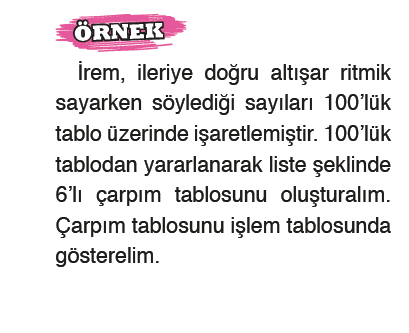 ÖRNEK
İrem, ileriye doğru altışar ritmik
sayarken söylediği sayıları 100’lük
tablo üzerinde işaretlemiştir. 100’lük
tablodan yararlanarak liste şeklinde
6’lı çarpım tablosunu oluşturalım.
Çarpım tablosunu işlem tablosunda
gösterelim.